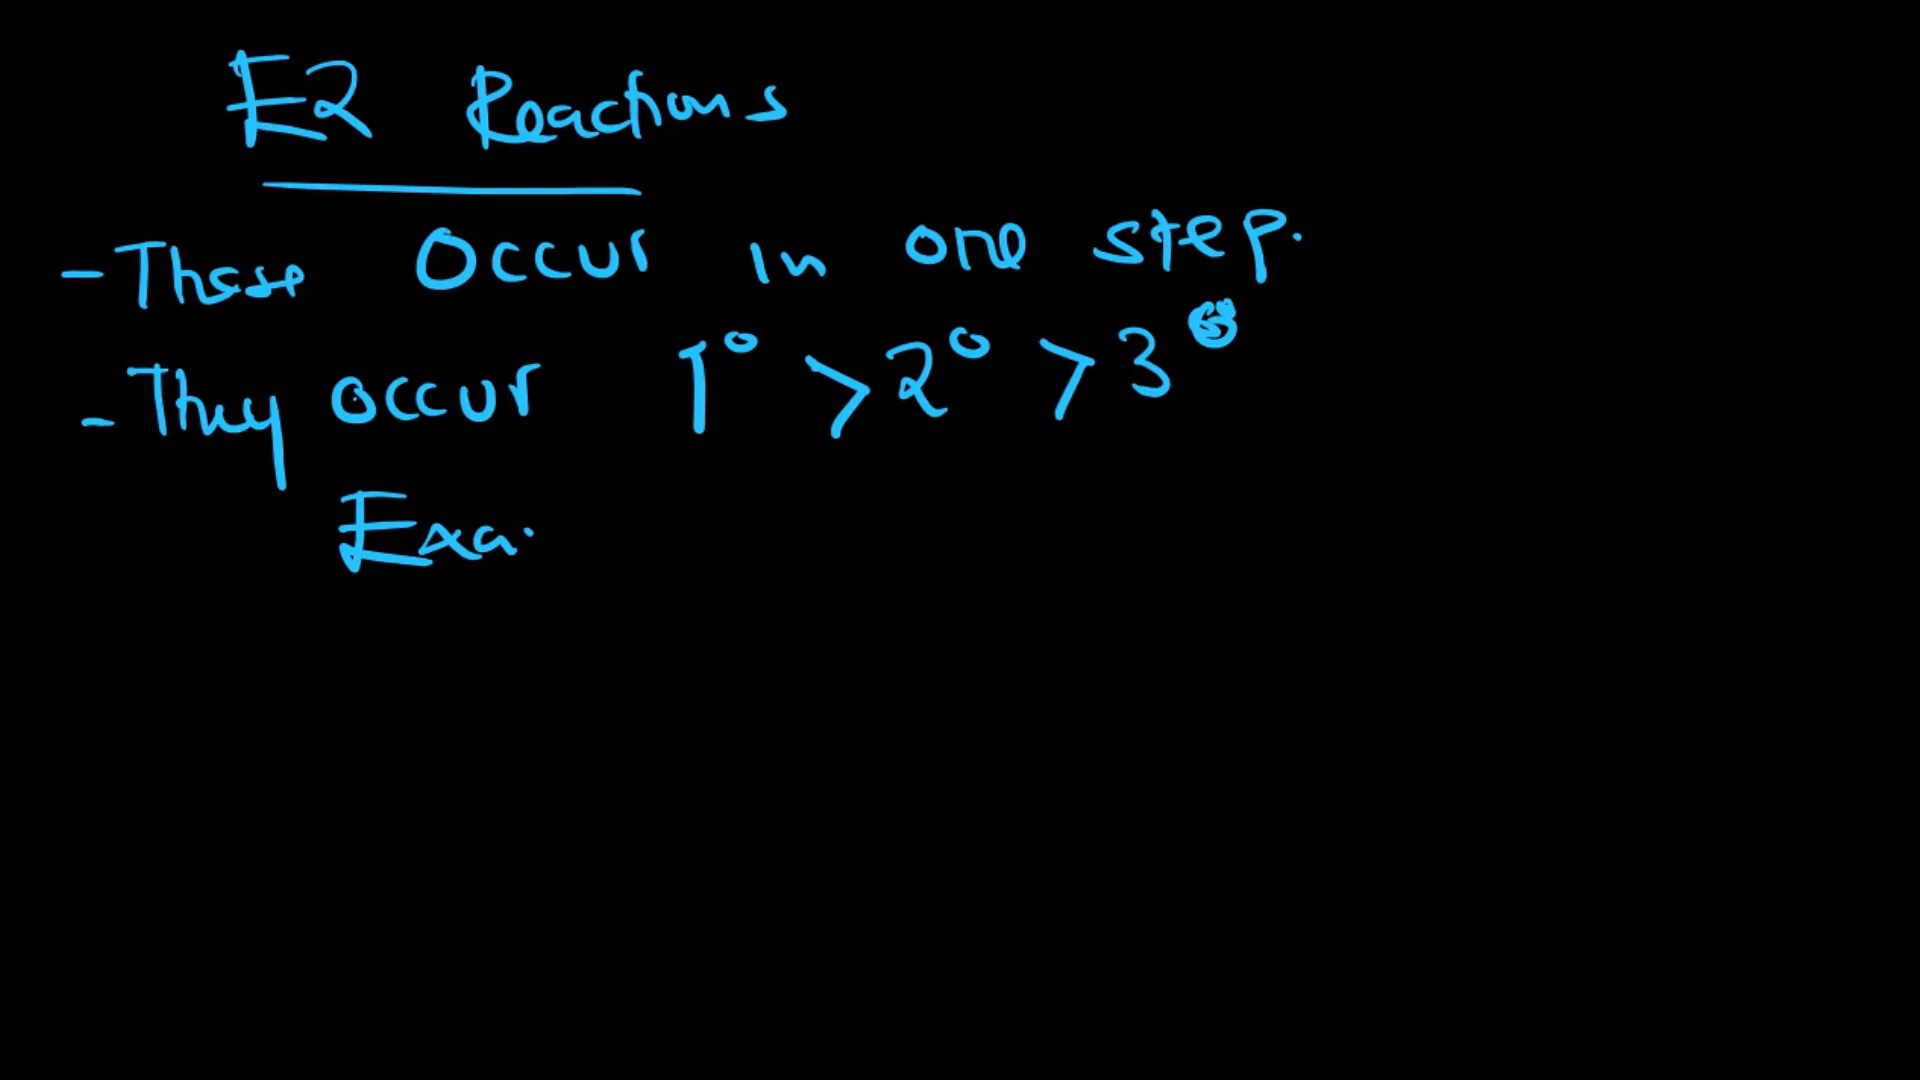 E2 Reactions
- These occur in one step.
- They occur 1° > 2° > 3°
Exa.